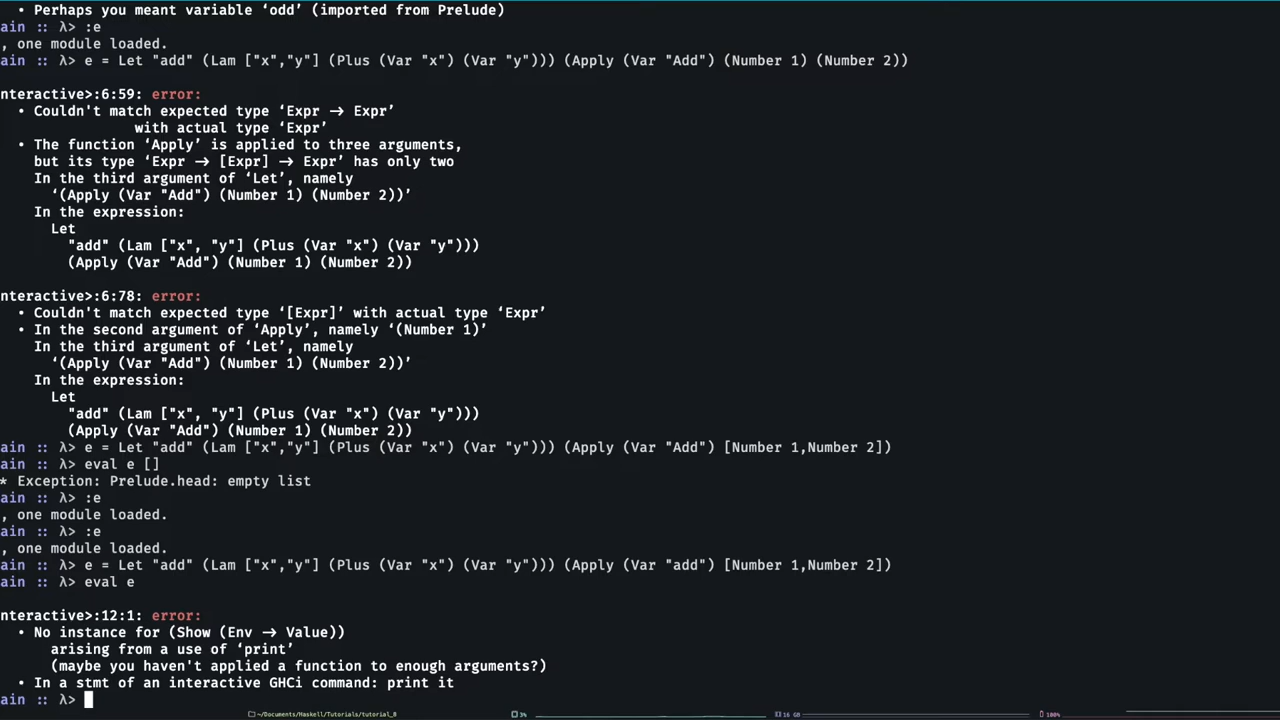 • Perhaps you meant variable ‘odd’ (imported from Prelude)
ain :: λ> :e
, one module loaded.
ain :: λ> e = Let "add" (Lam ["x","y"] (Plus (Var "x") (Var "y"))) (Apply (Var "Add") (Number 1) (Number 2))
nteractive>:6:59: error:
• Couldn't match expected type ‘Expr → Expr’
with actual type ‘Expr’
• The function ‘Apply’ is applied to three arguments,
but its type ‘Expr → [Expr] → Expr’ has only two
In the third argument of ‘Let’, namely
‘(Apply (Var "Add") (Number 1) (Number 2))’
In the expression:
Let
"add" (Lam ["x", "y"] (Plus (Var "x") (Var "y")))
(Apply (Var "Add") (Number 1) (Number 2))
nteractive>:6:78: error:
• Couldn't match expected type ‘[Expr]’ with actual type ‘Expr’
• In the second argument of ‘Apply’, namely ‘(Number 1)’
In the third argument of ‘Let’, namely
‘(Apply (Var "Add") (Number 1) (Number 2))’
In the expression:
Let
"add" (Lam ["x", "y"] (Plus (Var "x") (Var "y")))
(Apply (Var "Add") (Number 1) (Number 2))
ain :: λ> e = Let "add" (Lam ["x","y"] (Plus (Var "x") (Var "y"))) (Apply (Var "Add") [Number 1,Number 2])
ain :: λ> eval e []
* Exception: Prelude.head: empty list
ain :: λ> :e
, one module loaded.
ain :: λ> :e
, one module loaded.
ain :: λ> e = Let "add" (Lam ["x","y"] (Plus (Var "x") (Var "y"))) (Apply (Var "add") [Number 1,Number 2])
ain :: λ> eval e
nteractive>:12:1: error:
• No instance for (Show (Env → Value))
arising from a use of ‘print’
(maybe you haven't applied a function to enough arguments?)
• In a stmt of an interactive GHCi command: print it
ain :: λ>
~/Documents/Haskell/Tutorials/tutorial_8 3% 16 GB 100%